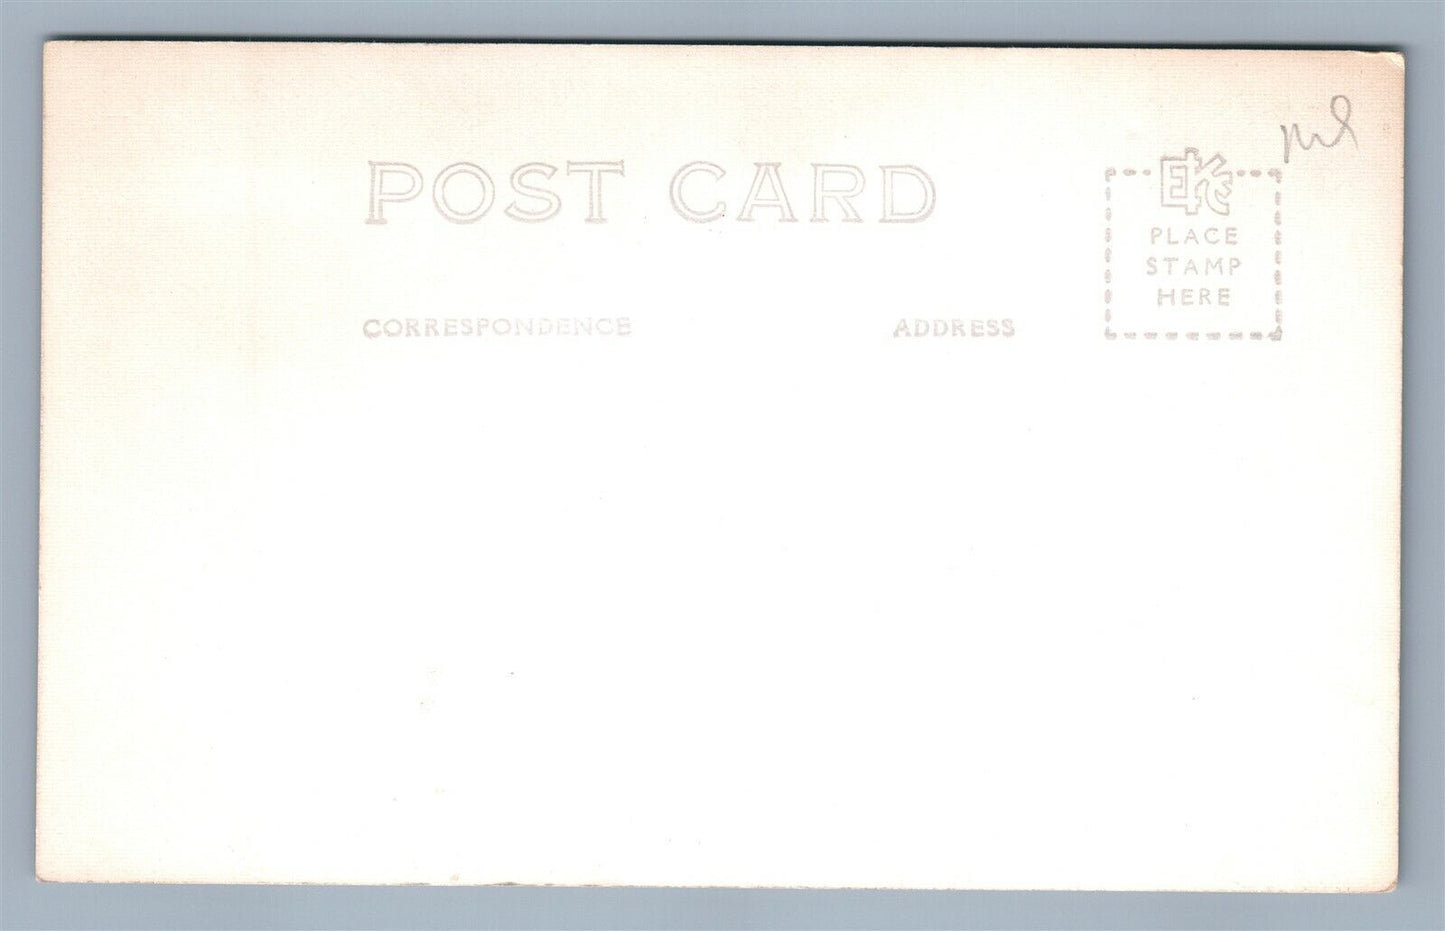 POST CARD
EKC
PLACE
STAMP
HERE
CORRESPONDENCE
ADDRESS